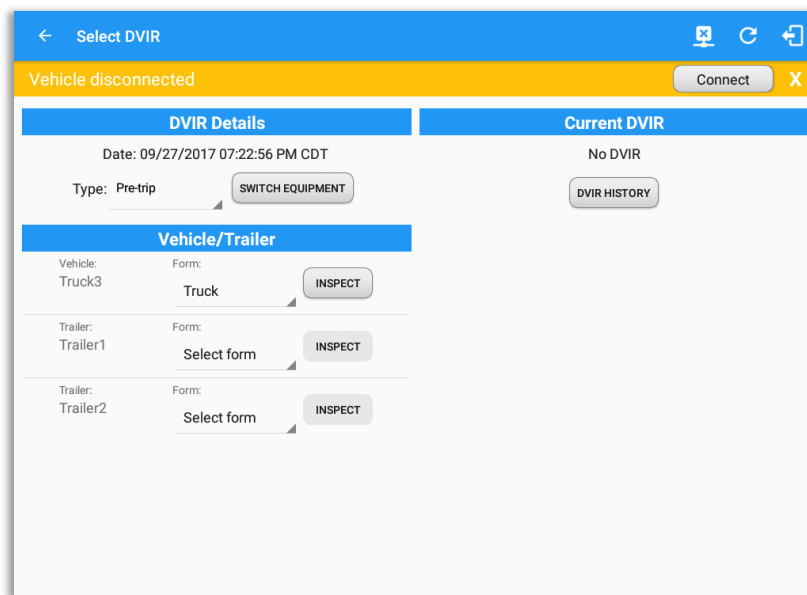 Select DVIR
Vehicle disconnected
Connect
X
DVIR Details
Date: 09/27/2017 07:22:56 PM CDT
Type: Pre-trip
SWITCH EQUIPMENT
Current DVIR
No DVIR
DVIR HISTORY
Vehicle/Trailer
Vehicle:
Truck3
Form:
Truck
INSPECT
Trailer:
Trailer1
Form:
Select form
INSPECT
Trailer:
Trailer2
Form:
Select form
INSPECT